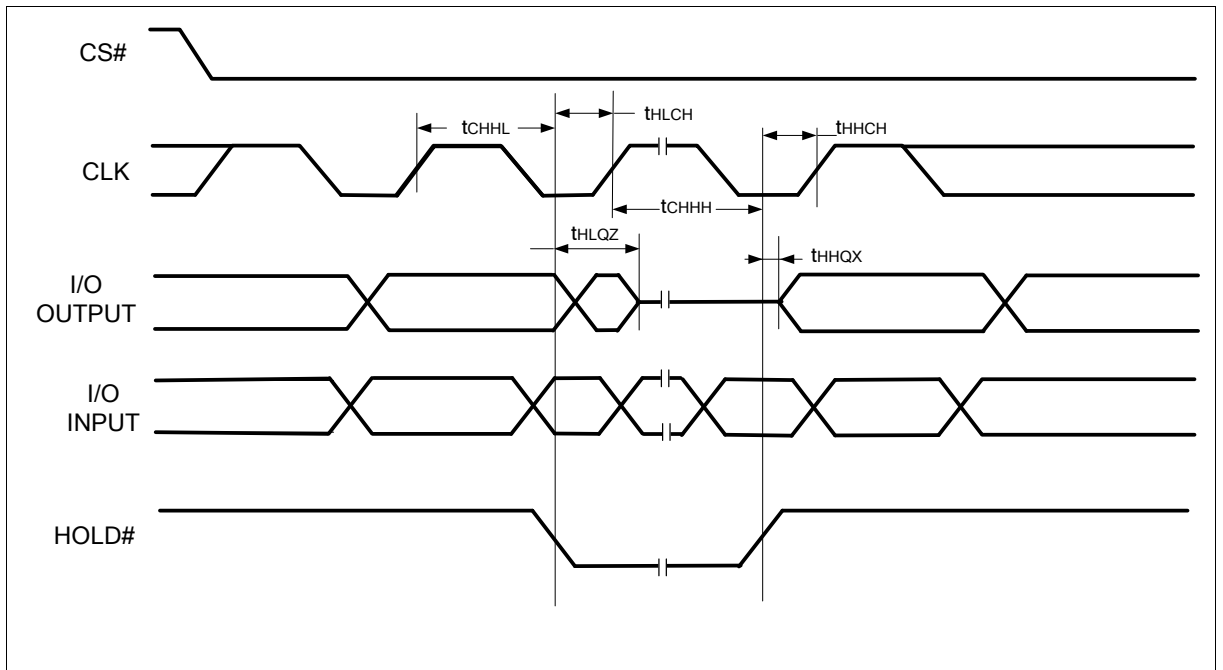 CS#
tCHHL
tHLCH
tHHCH
CLK
tCHHH
tHLQZ
tHHQX
I/O
OUTPUT
I/O
INPUT
HOLD#